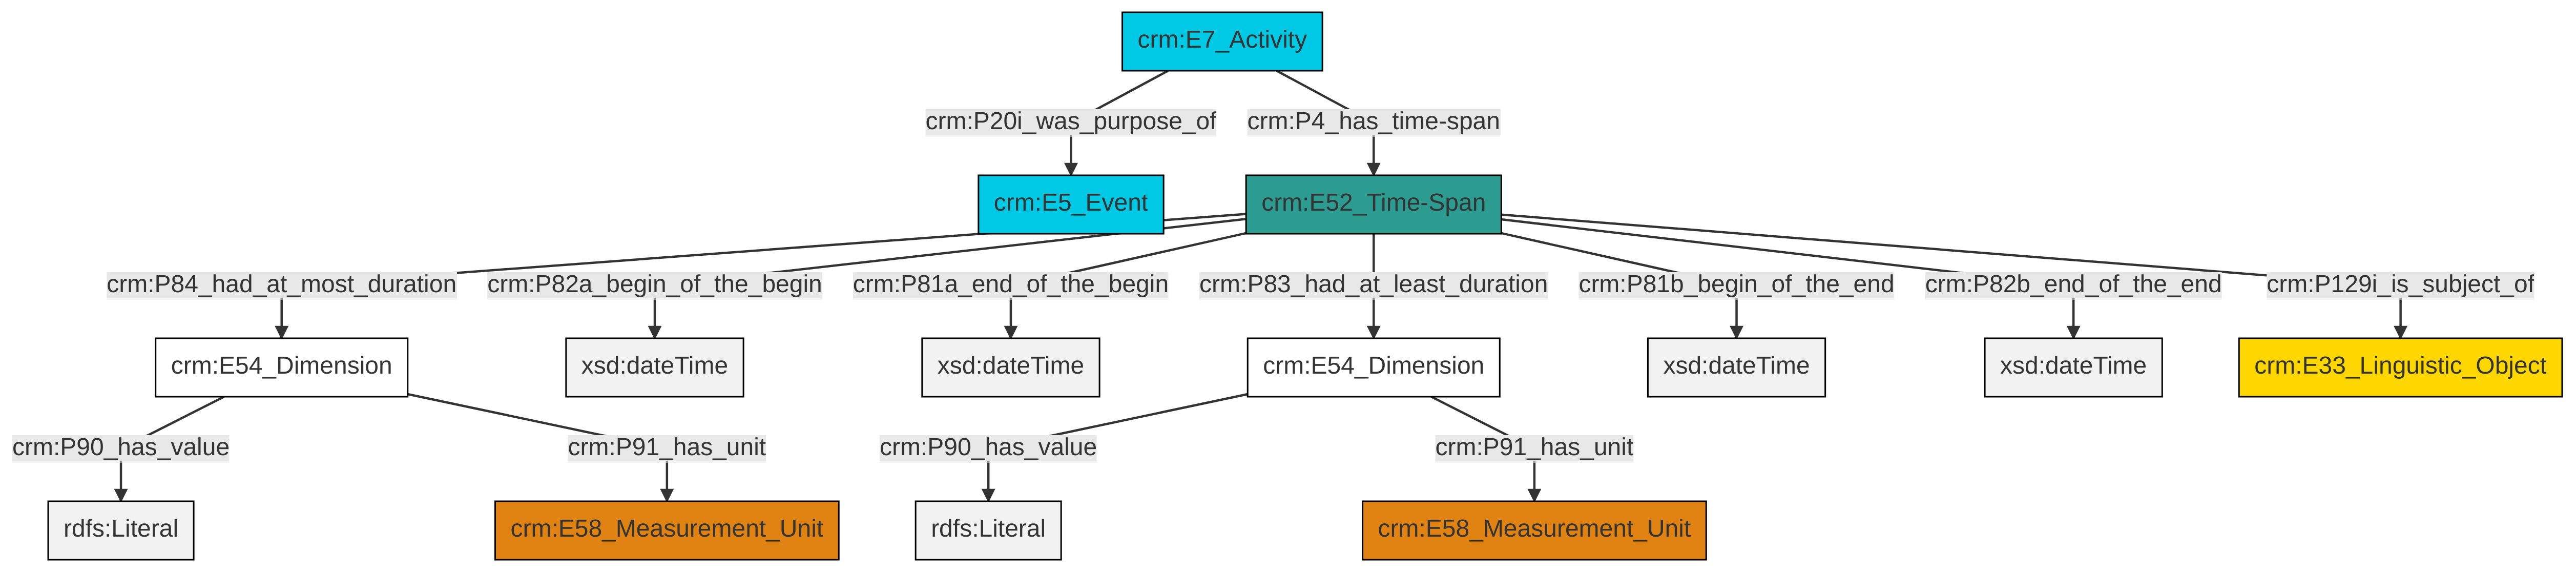 crm:E7_Activity
crm:P20i_was_purpose_of
crm:P4_has_time-span
crm:E5_Event
crm:E52_Time-Span
crm:P84_had_at_most_duration
crm:P82a_begin_of_the_begin
crm:P81a_end_of_the_begin
crm:P83_had_at_least_duration
crm:P81b_begin_of_the_end
crm:P82b_end_of_the_end
crm:P129i_is_subject_of
crm:E54_Dimension
xsd:dateTime
xsd:dateTime
crm:E54_Dimension
xsd:dateTime
xsd:dateTime
crm:E33_Linguistic_Object
crm:P90_has_value
crm:P91_has_unit
crm:P90_has_value
crm:P91_has_unit
rdfs:Literal
crm:E58_Measurement_Unit
rdfs:Literal
crm:E58_Measurement_Unit